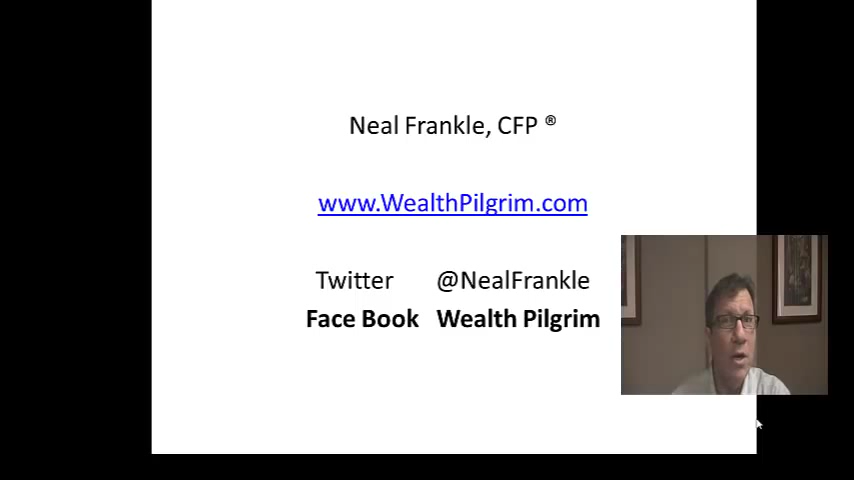 Neal Frankle, CFP ®
www.WealthPilgrim.com
Twitter @NealFrankle
Face Book Wealth Pilgrim